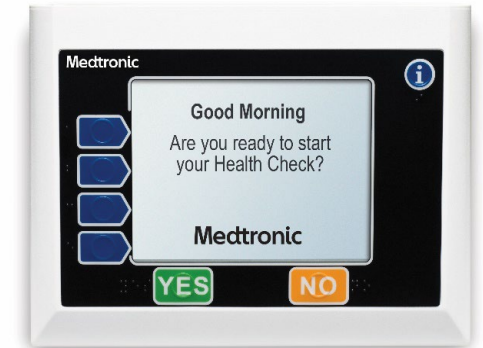 Medtronic
i
Good Morning
Are you ready to start
your Health Check?
Medtronic
YES
NO